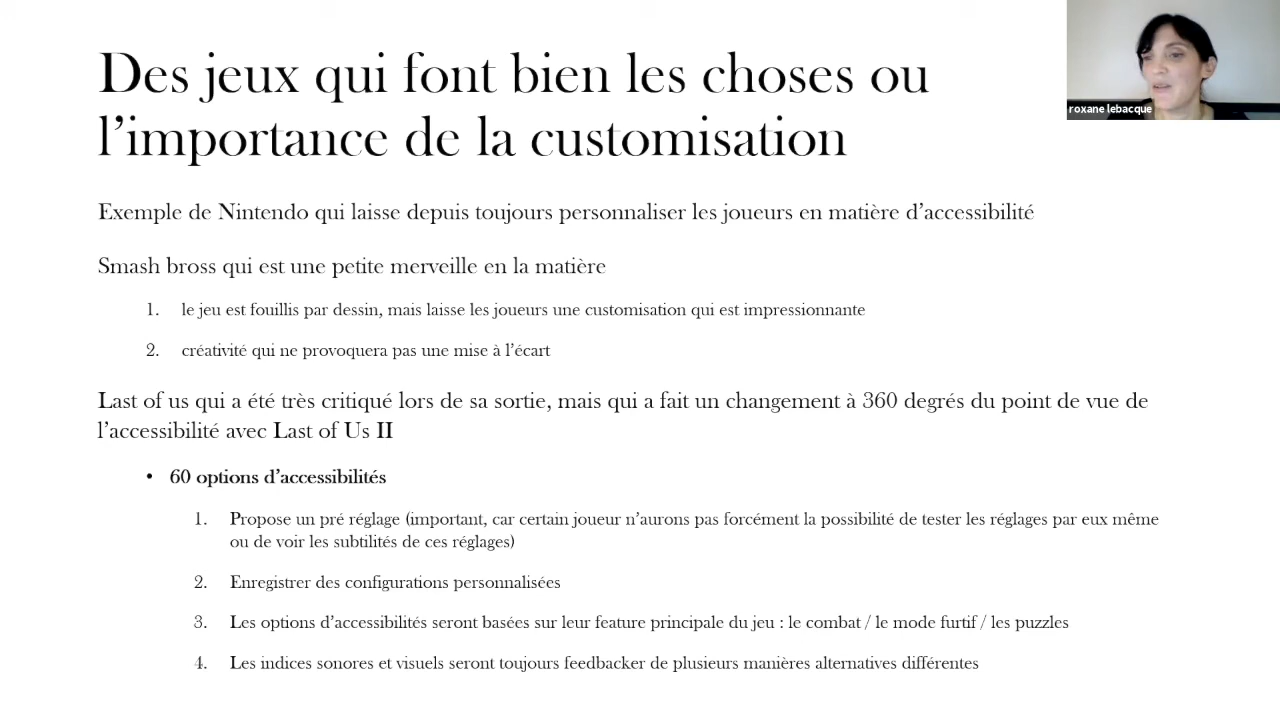 Des jeux qui font bien les choses ou
l'importance de la customisation
roxane lebacque
Exemple de Nintendo qui laisse depuis toujours personnaliser les joueurs en matière d'accessibilité
Smash bross qui est une petite merveille en la matière
1. le jeu est fouillis par dessin, mais laisse les joueurs une customisation qui est impressionnante
2. créativité qui ne provoquera pas une mise à l'écart
Last of us qui a été très critiqué lors de sa sortie, mais qui a fait un changement à 360 degrés du point de vue de
l'accessibilité avec Last of Us II
• 60 options d'accessibilités
1. Propose un pré réglage (important, car certain joueur n'aurons pas forcément la possibilité de tester les réglages par eux même
ou de voir les subtilités de ces réglages)
2. Enregistrer des configurations personnalisées
3. Les options d'accessibilités seront basées sur leur feature principale du jeu : le combat / le mode furtif / les puzzles
4. Les indices sonores et visuels seront toujours feedbacker de plusieurs manières alternatives différentes